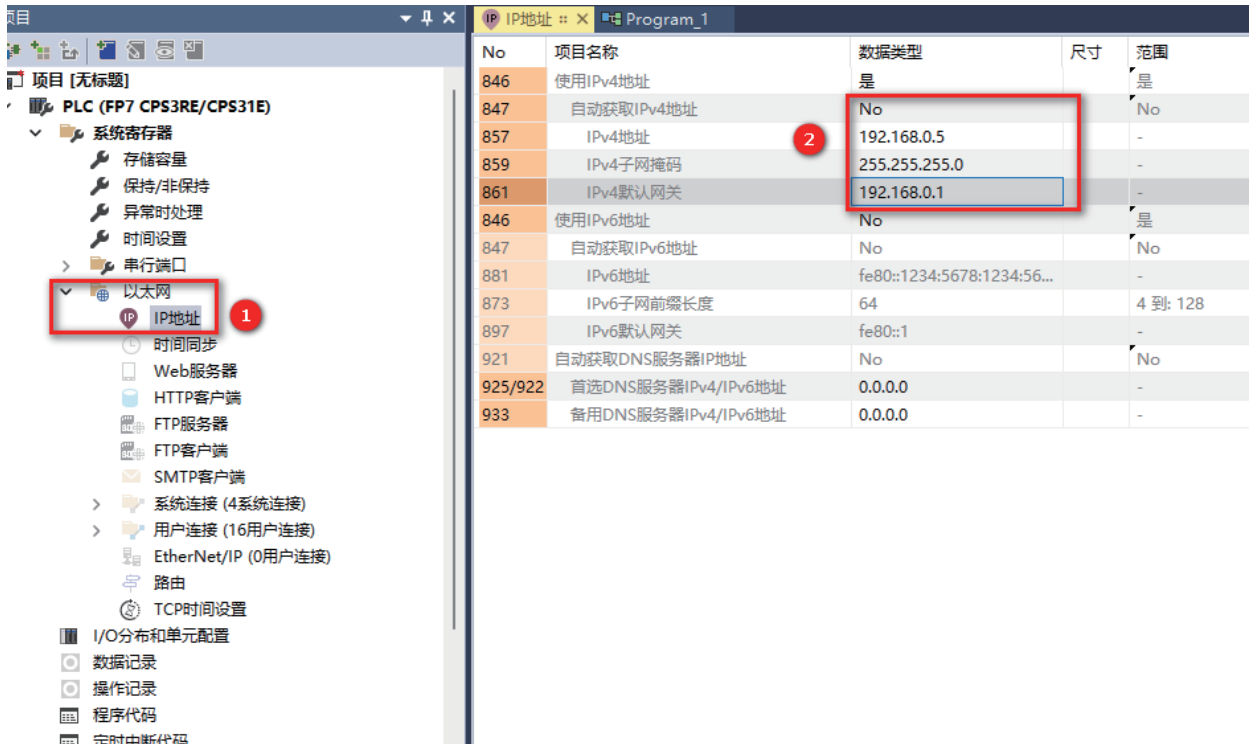 项目
项目 [无标题]
PLC (FP7 CPS3RE/CPS31E)
系统寄存器
存储容量
保持/非保持
异常时处理
时间设置
串行端口
以太网
1
IP地址
时间同步
Web服务器
HTTP客户端
FTP服务器
FTP客户端
SMTP客户端
系统连接 (4系统连接)
用户连接 (16用户连接)
EtherNet/IP (0用户连接)
路由
TCP时间设置
I/O分布和单元配置
数据记录
操作记录
程序代码
定时中断代码
IP地址 Program_1
No 项目名称 数据类型 尺寸 范围
846 使用IPv4地址 是 是
847 自动获取IPv4地址 No No
857 IPv4地址 2 192.168.0.5 -
859 IPv4子网掩码 255.255.255.0 -
861 IPv4默认网关 192.168.0.1 -
846 使用IPv6地址 No 是
847 自动获取IPv6地址 No No
881 IPv6地址 fe80::1234:5678:1234:56... -
873 IPv6子网前缀长度 64 4 到: 128
897 IPv6默认网关 fe80::1 -
921 自动获取DNS服务器IP地址 No No
925/922 首选DNS服务器IPv4/IPv6地址 0.0.0.0 -
933 备用DNS服务器IPv4/IPv6地址 0.0.0.0 -